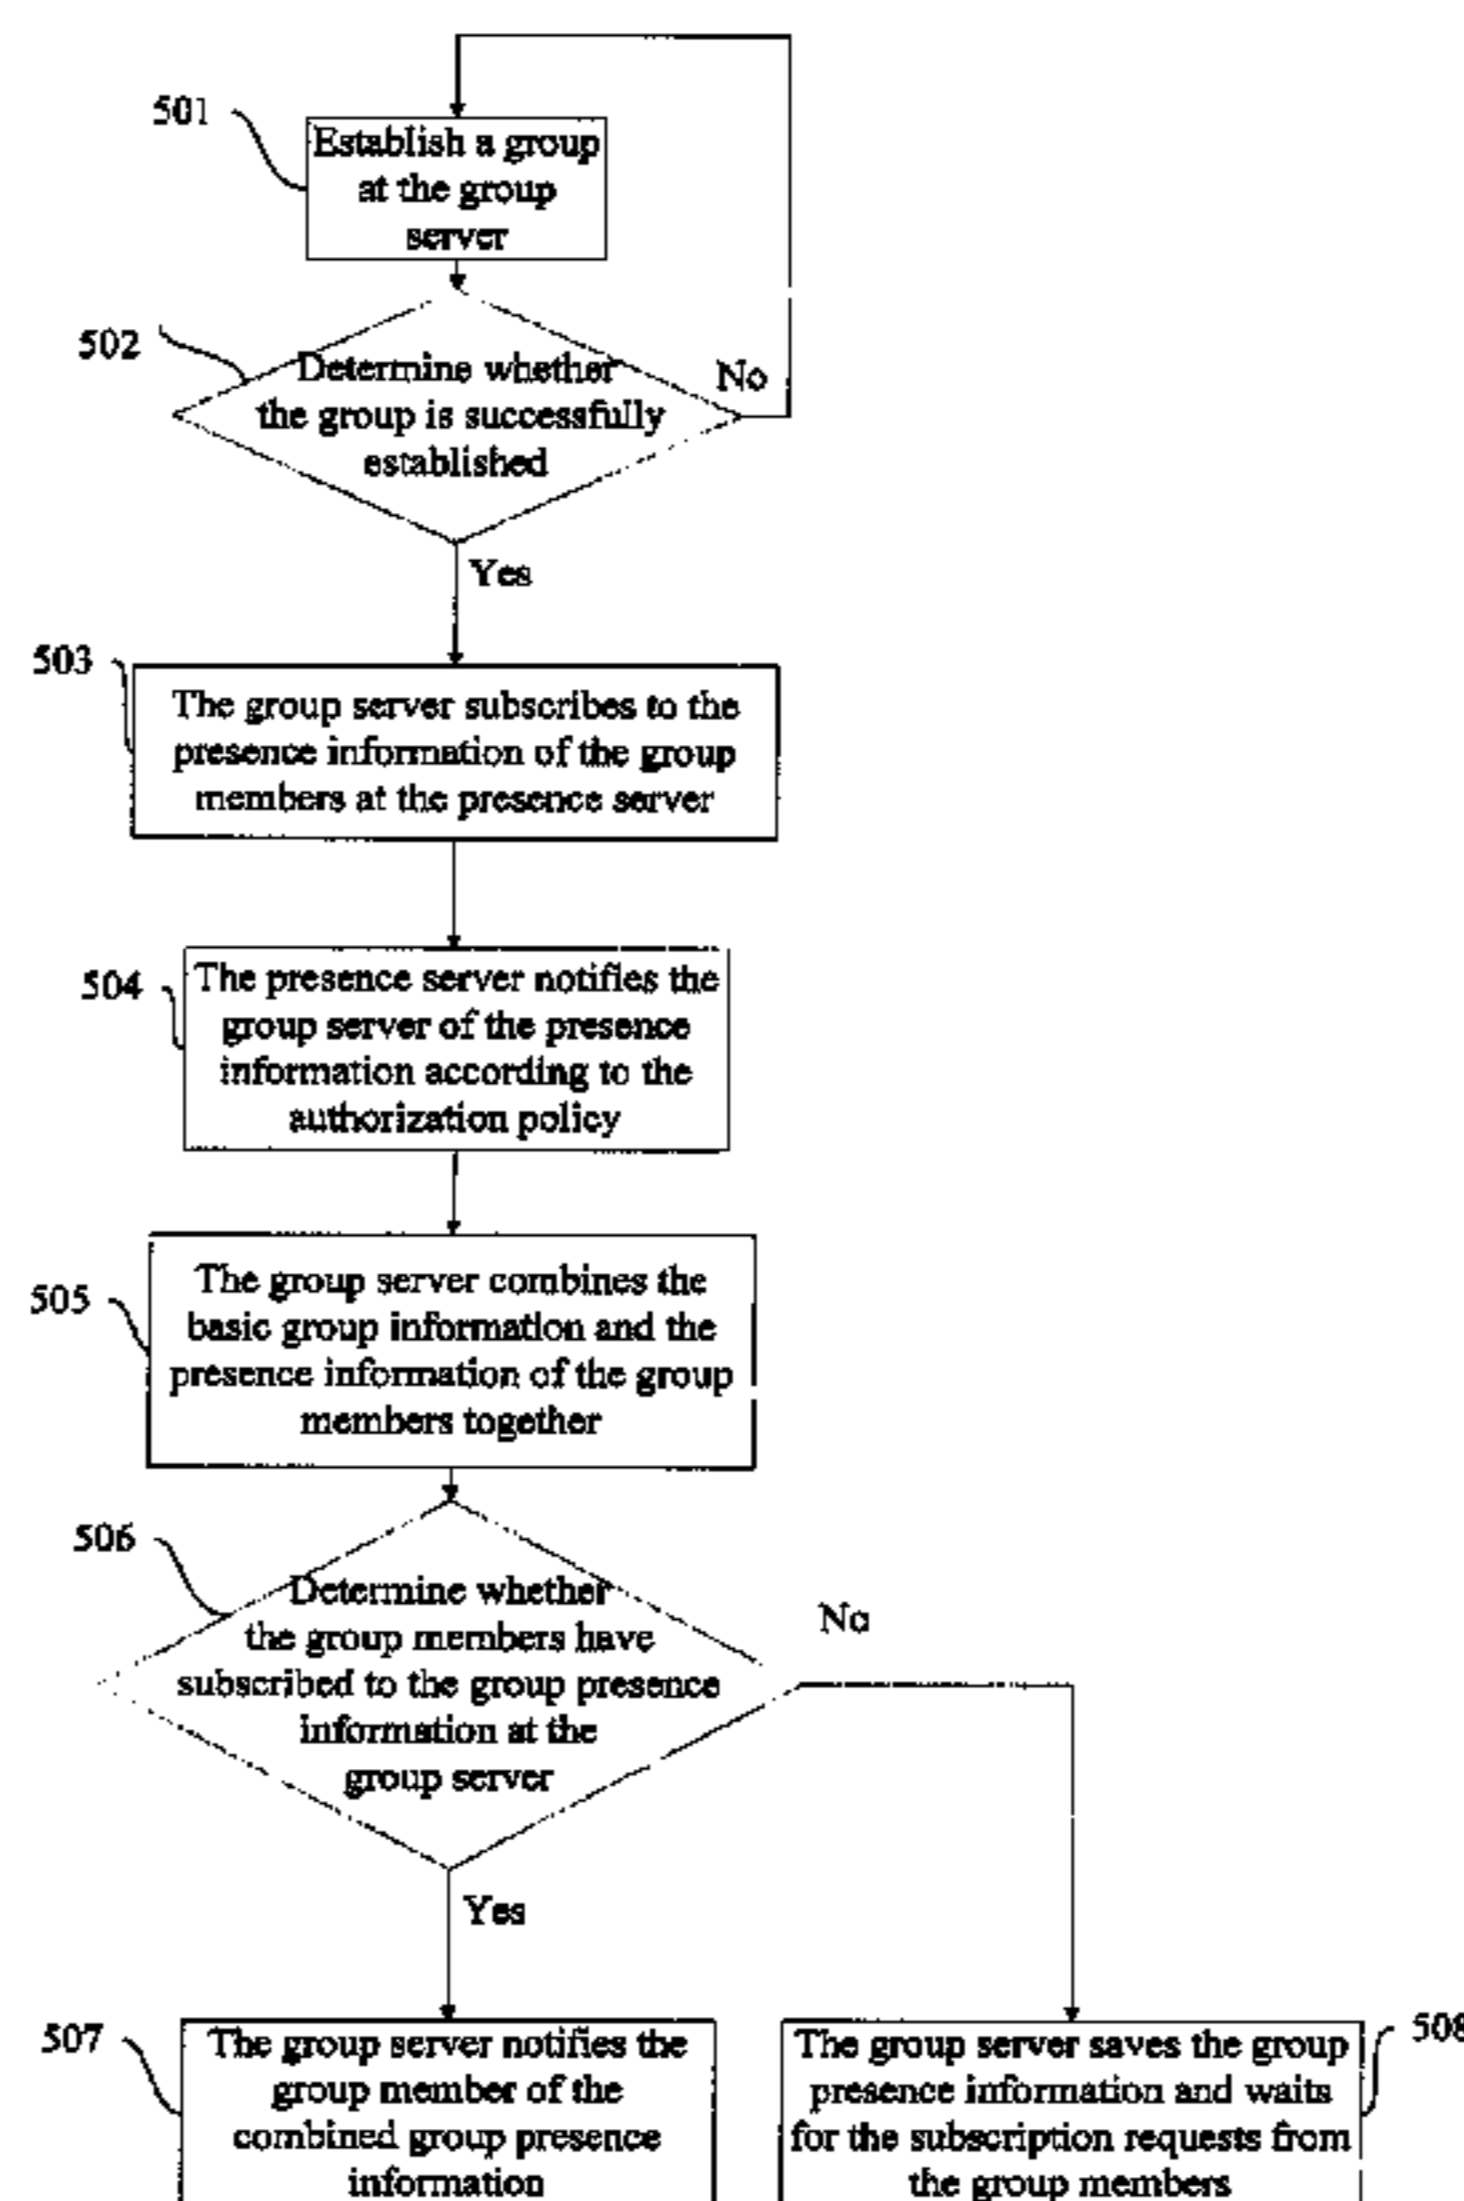 501
Establish a group
at the group
server
502
Determine whether
the group is successfully
established
No
Yes
503
The group server subscribes to the
presence information of the group
members at the presence server
504
The presence server notifies the
group server of the presence
information according to the
authorization policy
505
The group server combines the
basic group information and the
presence information of the group
members together
506
Determine whether
the group members have
subscribed to the group presence
information at the
group server
No
Yes
507
The group server notifies the
group member of the
combined group presence
information
The group server saves the group
presence information and waits
for the subscription requests from
the group members
508